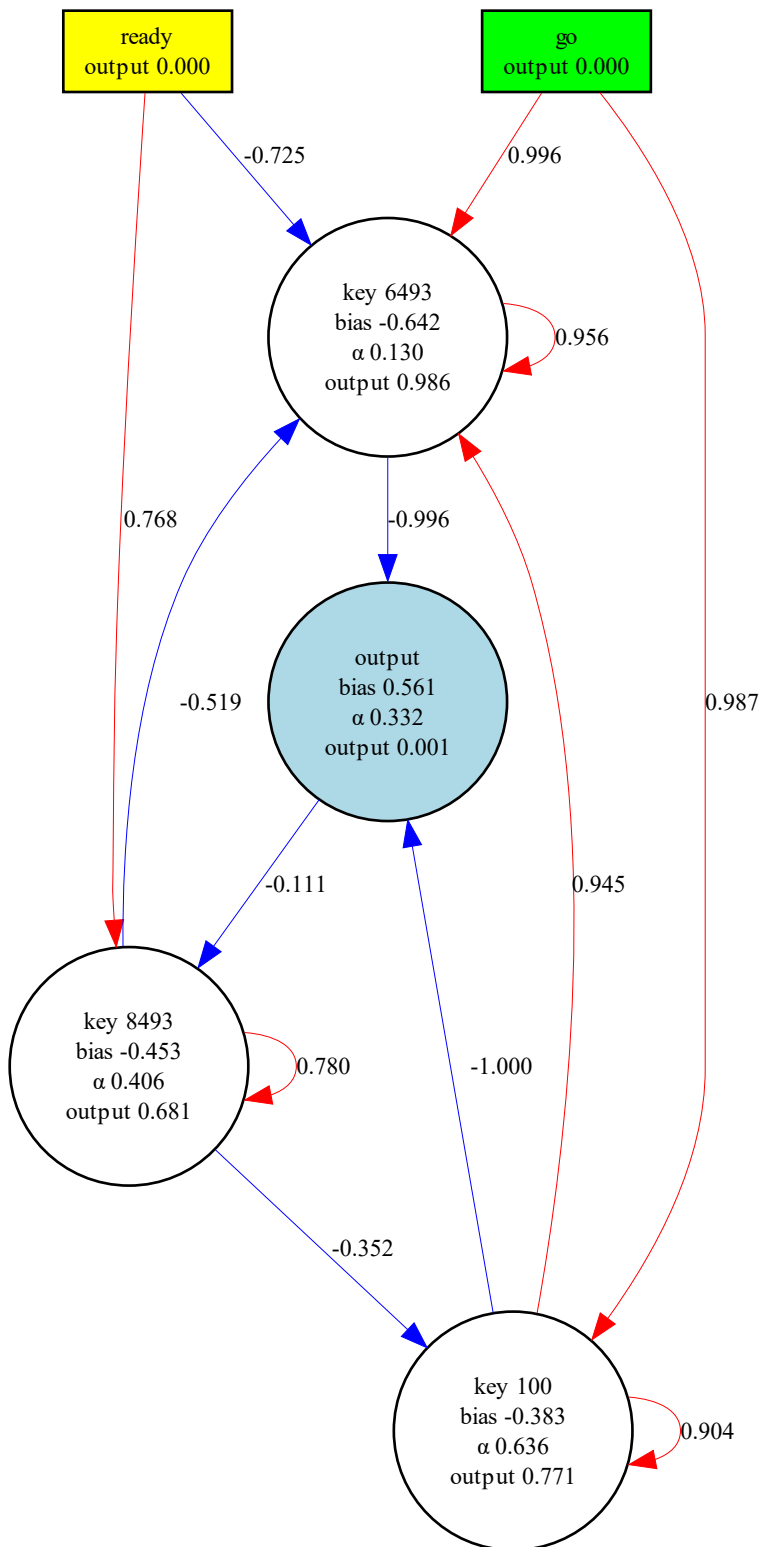 ready
output 0.000
go
output 0.000
-0.725
0.996
key 6493
bias -0.642
α 0.130
output 0.986
0.956
0.768
-0.996
-0.519
output
bias 0.561
α 0.332
output 0.001
0.987
-0.111
0.945
key 8493
bias -0.453
α 0.406
output 0.681
0.780
-1.000
-0.352
key 100
bias -0.383
α 0.636
output 0.771
0.904